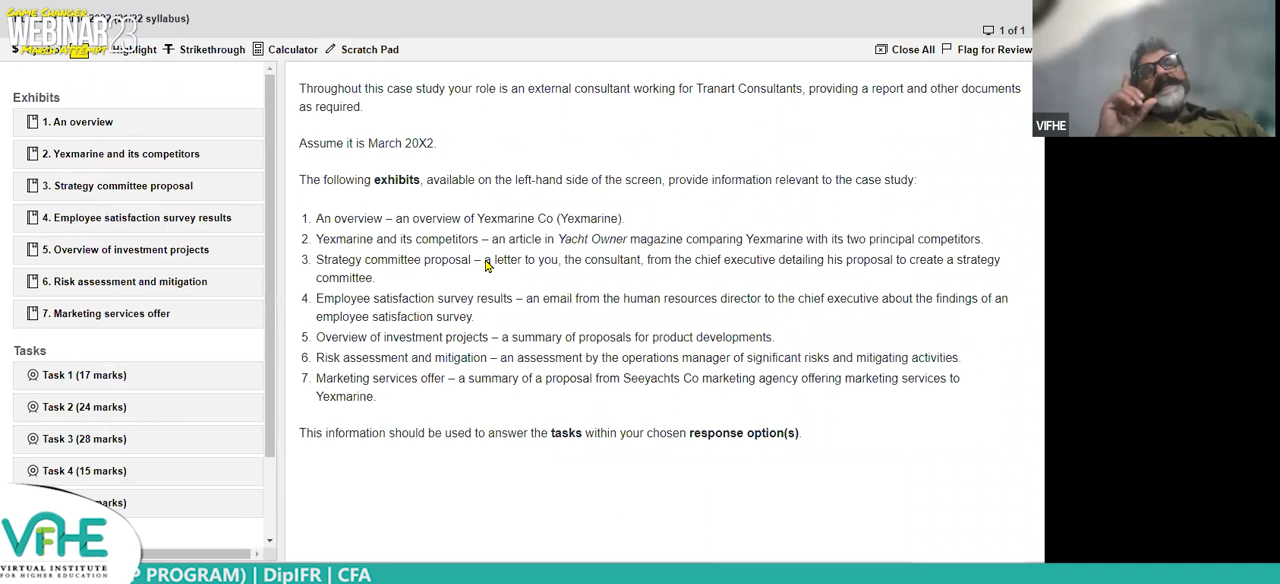 GAME CHANGER
WEBINAR'23
MARCH ATTEMPT
2022 (21/22 syllabus)
1 of 1
Highlight
Strikethrough
Calculator
Scratch Pad
Close All
Flag for Review
Exhibits
1. An overview
2. Yexmarine and its competitors
3. Strategy committee proposal
4. Employee satisfaction survey results
5. Overview of investment projects
6. Risk assessment and mitigation
7. Marketing services offer
Tasks
Task 1 (17 marks)
Task 2 (24 marks)
Task 3 (28 marks)
Task 4 (15 marks)
marks)
Throughout this case study your role is an external consultant working for Tranart Consultants, providing a report and other documents
as required.
Assume it is March 20X2.
The following exhibits, available on the left-hand side of the screen, provide information relevant to the case study:
1. An overview – an overview of Yexmarine Co (Yexmarine).
2. Yexmarine and its competitors – an article in Yacht Owner magazine comparing Yexmarine with its two principal competitors.
3. Strategy committee proposal – a letter to you, the consultant, from the chief executive detailing his proposal to create a strategy
committee.
4. Employee satisfaction survey results – an email from the human resources director to the chief executive about the findings of an
employee satisfaction survey.
5. Overview of investment projects – a summary of proposals for product developments.
6. Risk assessment and mitigation – an assessment by the operations manager of significant risks and mitigating activities.
7. Marketing services offer – a summary of a proposal from Seeyachts Co marketing agency offering marketing services to
Yexmarine.
This information should be used to answer the tasks within your chosen response option(s).
VIFHE
VIFHE
VIRTUAL INSTITUTE
FOR HIGHER EDUCATION
P PROGRAM) | DipIFR | CFA